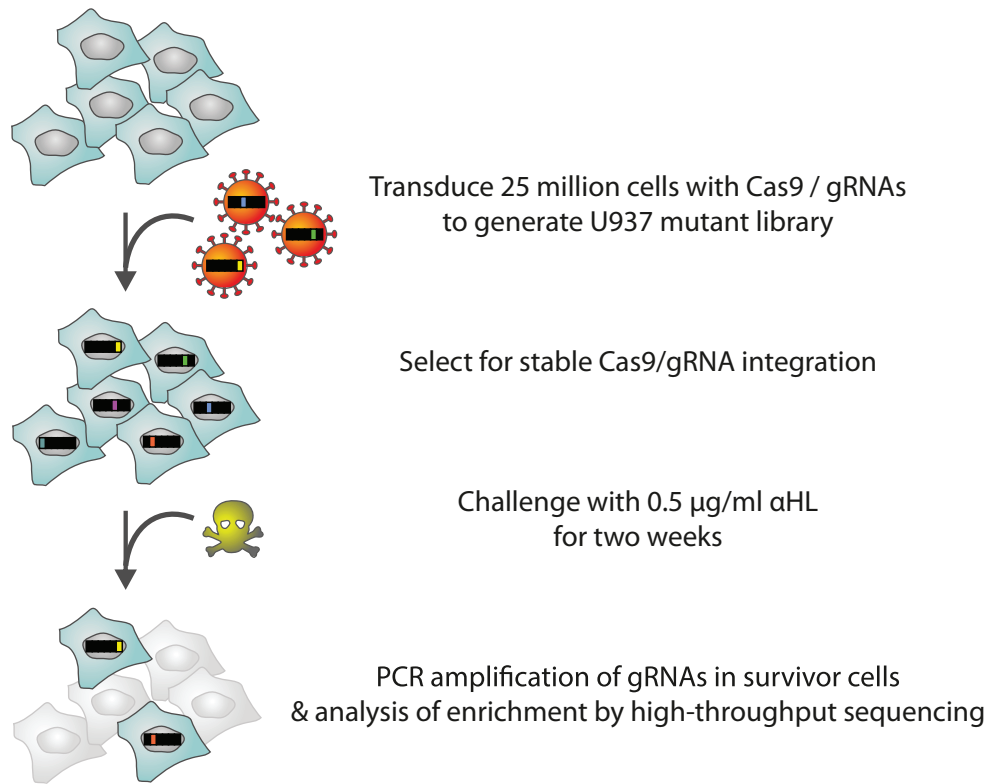 Transduce 25 million cells with Cas9 / gRNAs
to generate U937 mutant library
Select for stable Cas9/gRNA integration
Challenge with 0.5 µg/ml αHL
for two weeks
PCR amplification of gRNAs in survivor cells
& analysis of enrichment by high-throughput sequencing